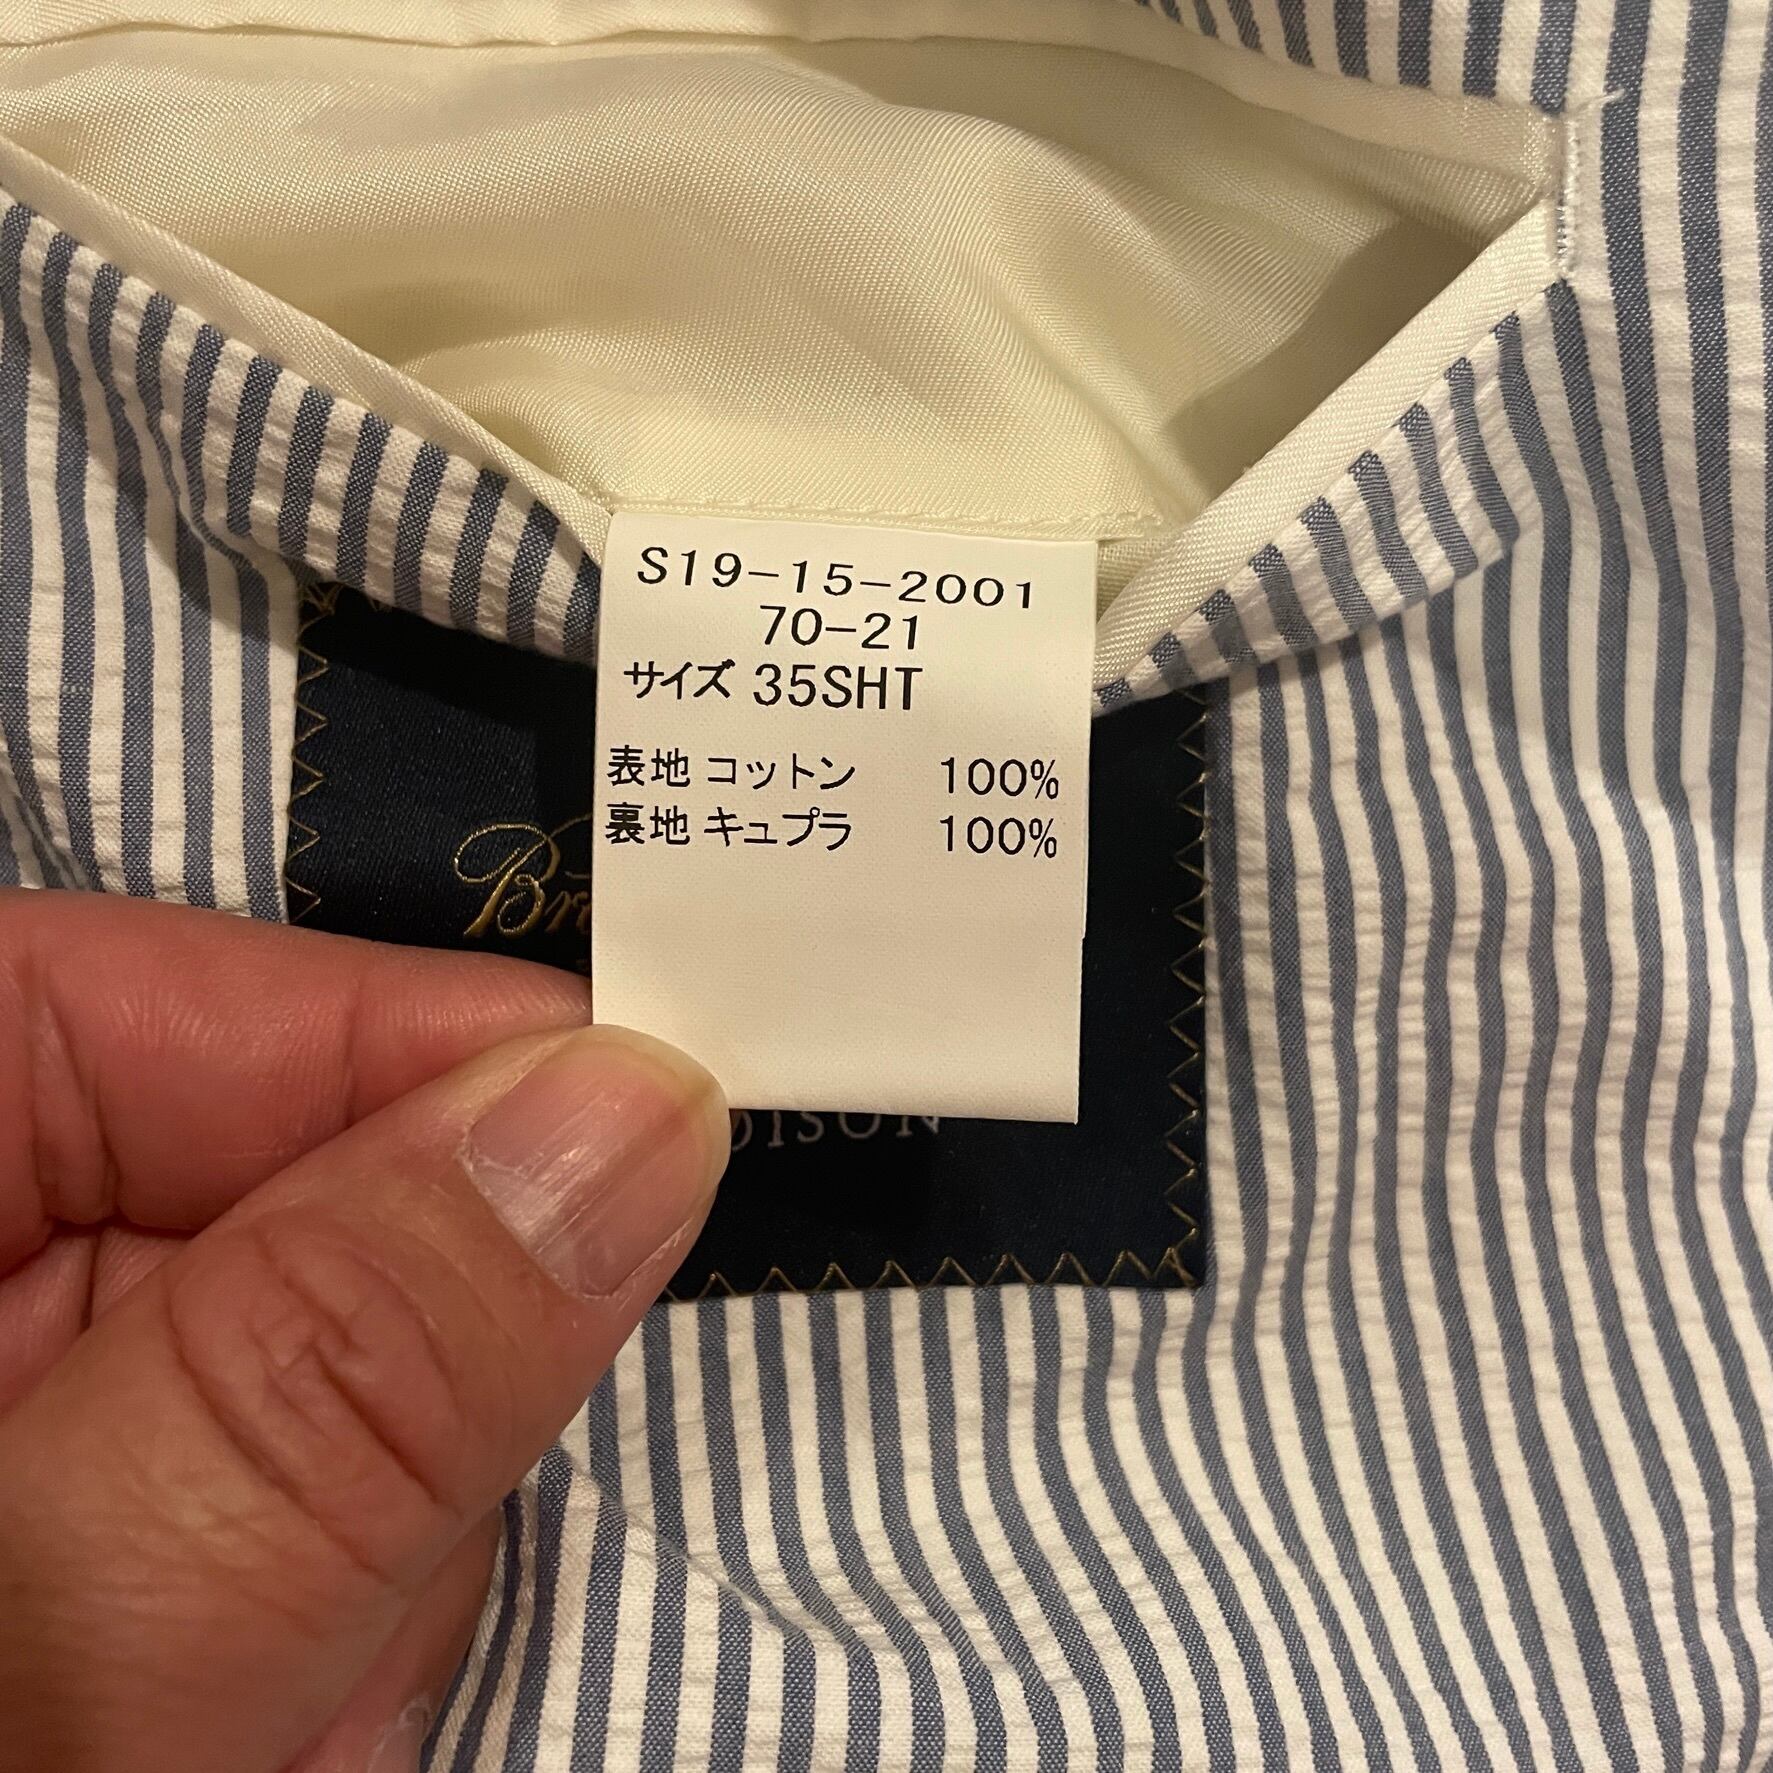 S19-15-2001
70-21
サイズ 35SHT
表地 コットン 100%
裏地 キュプラ 100%